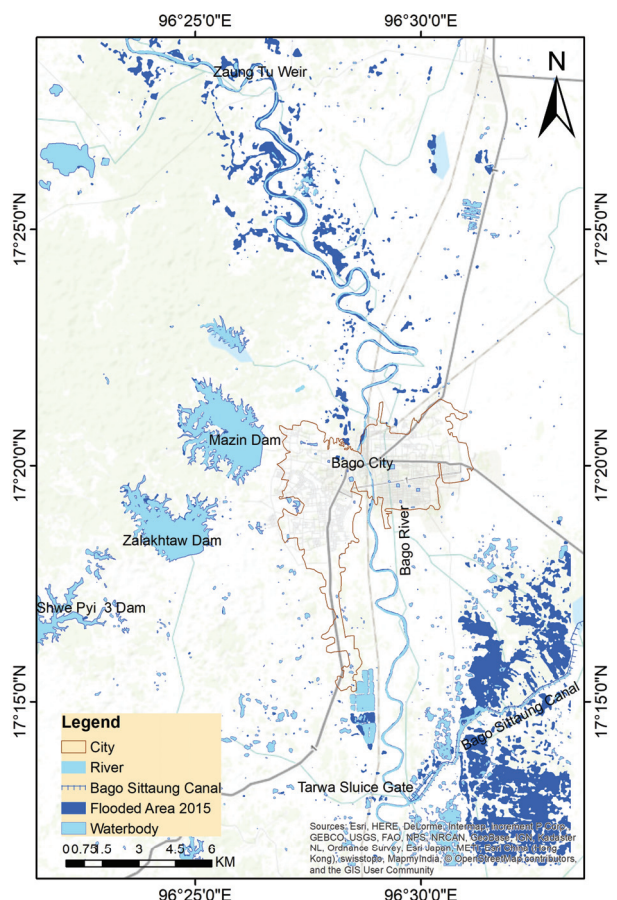 96°25'0"E
96°30'0"E
N
Zaung Tu Weir
17°25'0"N
17°25'0"N
Mazin Dam
17°20'0"N
Bago City
17°20'0"N
Bago River
Zalakhtaw Dam
Shwe Pyi 3 Dam
17°15'0"N
17°15'0"N
Bago Sittaung Canal
Tarwa Sluice Gate
Legend
City
River
Bago Sittaung Canal
Flooded Area 2015
Waterbody
0 0.75 1.5 3 4.5 6
KM
Sources: Esri, HERE, DeLorme, Intermap, Increment P Corp.,
GEBCO, USGS, FAO, NPS, NRCAN, GeoBase, IGN, Kadaster
NL, Ordnance Survey, Esri Japan, METI, Esri China (Hong
Kong), swisstopo, MapmyIndia, © OpenStreetMap contributors,
and the GIS User Community
96°25'0"E
96°30'0"E